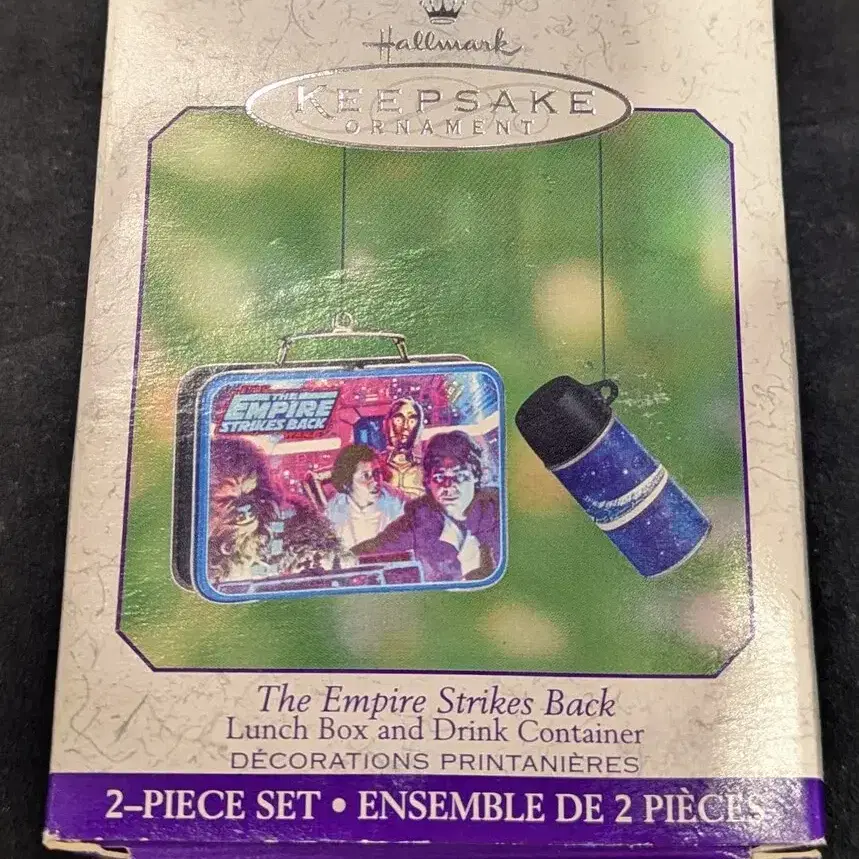 Hallmark
KEEPSAKE
ORNAMENT
THE
EMPIRE
STRIKES BACK
The Empire Strikes Back
Lunch Box and Drink Container
DÉCORATIONS PRINTANIÈRES
2–PIECE SET • ENSEMBLE DE 2 PIÈCES